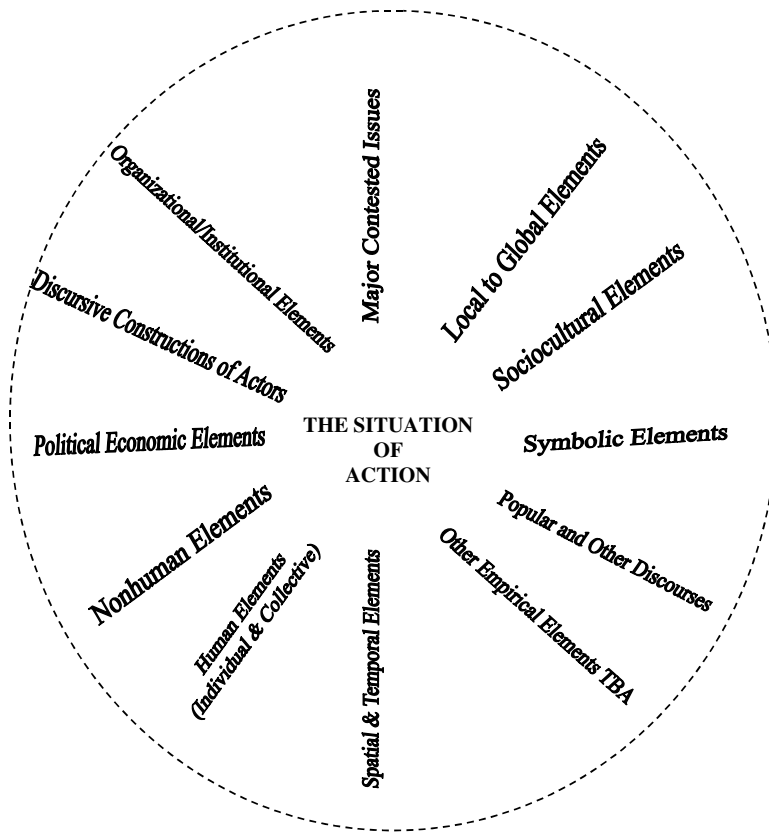 Major Contested Issues
Local to Global Elements
Sociocultural Elements
Symbolic Elements
Popular and Other Discourses
Other Empirical Elements TBA
Spatial & Temporal Elements
Human Elements
(Individual & Collective)
Nonhuman Elements
Political Economic Elements
Discursive Constructions of Actors
Organizational/Institutional Elements
THE SITUATION
OF
ACTION